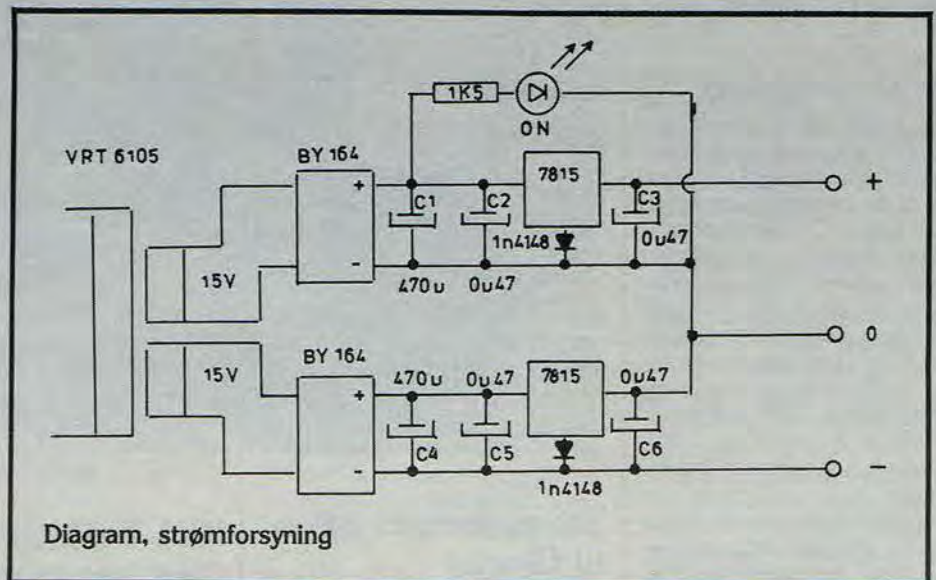 1K5
ON
VRT 6105
BY 164
7815
+
+
C1
C2
C3
1n4148
0u47
-
470u
0u47
15V
0
15V
BY 164
470u
0u47
7815
0u47
+
C4
C5
C6
-
-
1n4148
Diagram, strømforsyning